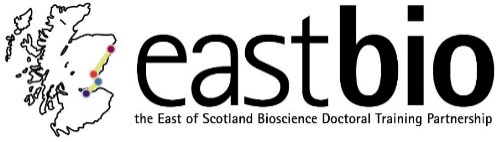 eastbio
the East of Scotland Bioscience Doctoral Training Partnership